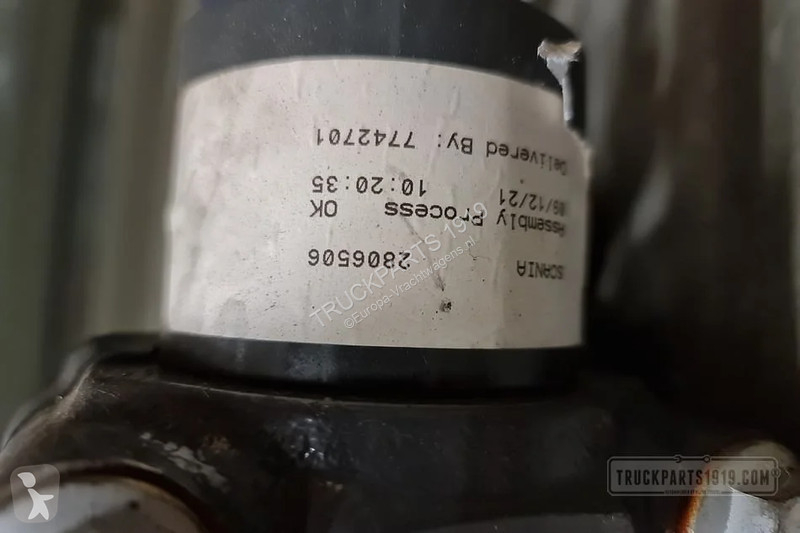 SCANIA 2806506
Assembly Process OK
09/12/21 10:20:35
Delivered By: 7742701
TRUCKPARTS 1919
©Europa-Vrachtwagens.nl
TRUCKPARTS1919.COM